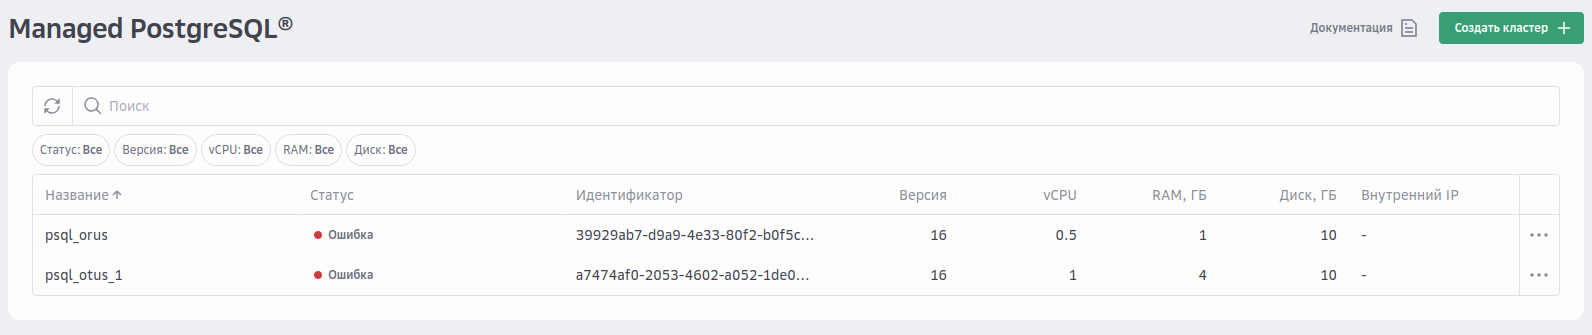 Managed PostgreSQL®
Документация
Создать кластер
Поиск
Статус: Все Версия: Все vCPU: Все RAM: Все Диск: Все
Название Статус Идентификатор Версия vCPU RAM, ГБ Диск, ГБ Внутренний IP
psql_orus Ошибка 39929ab7-d9a9-4e33-80f2-b0f5c... 16 0.5 1 10 -
psql_otus_1 Ошибка a7474af0-2053-4602-a052-1de0... 16 1 4 10 -